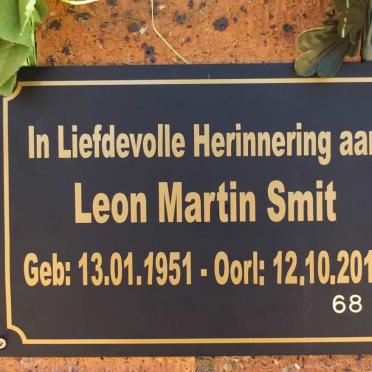 In Liefdevolle Herinnering aan
Leon Martin Smit
Geb: 13.01.1951 - Oorl: 12.10.201
68